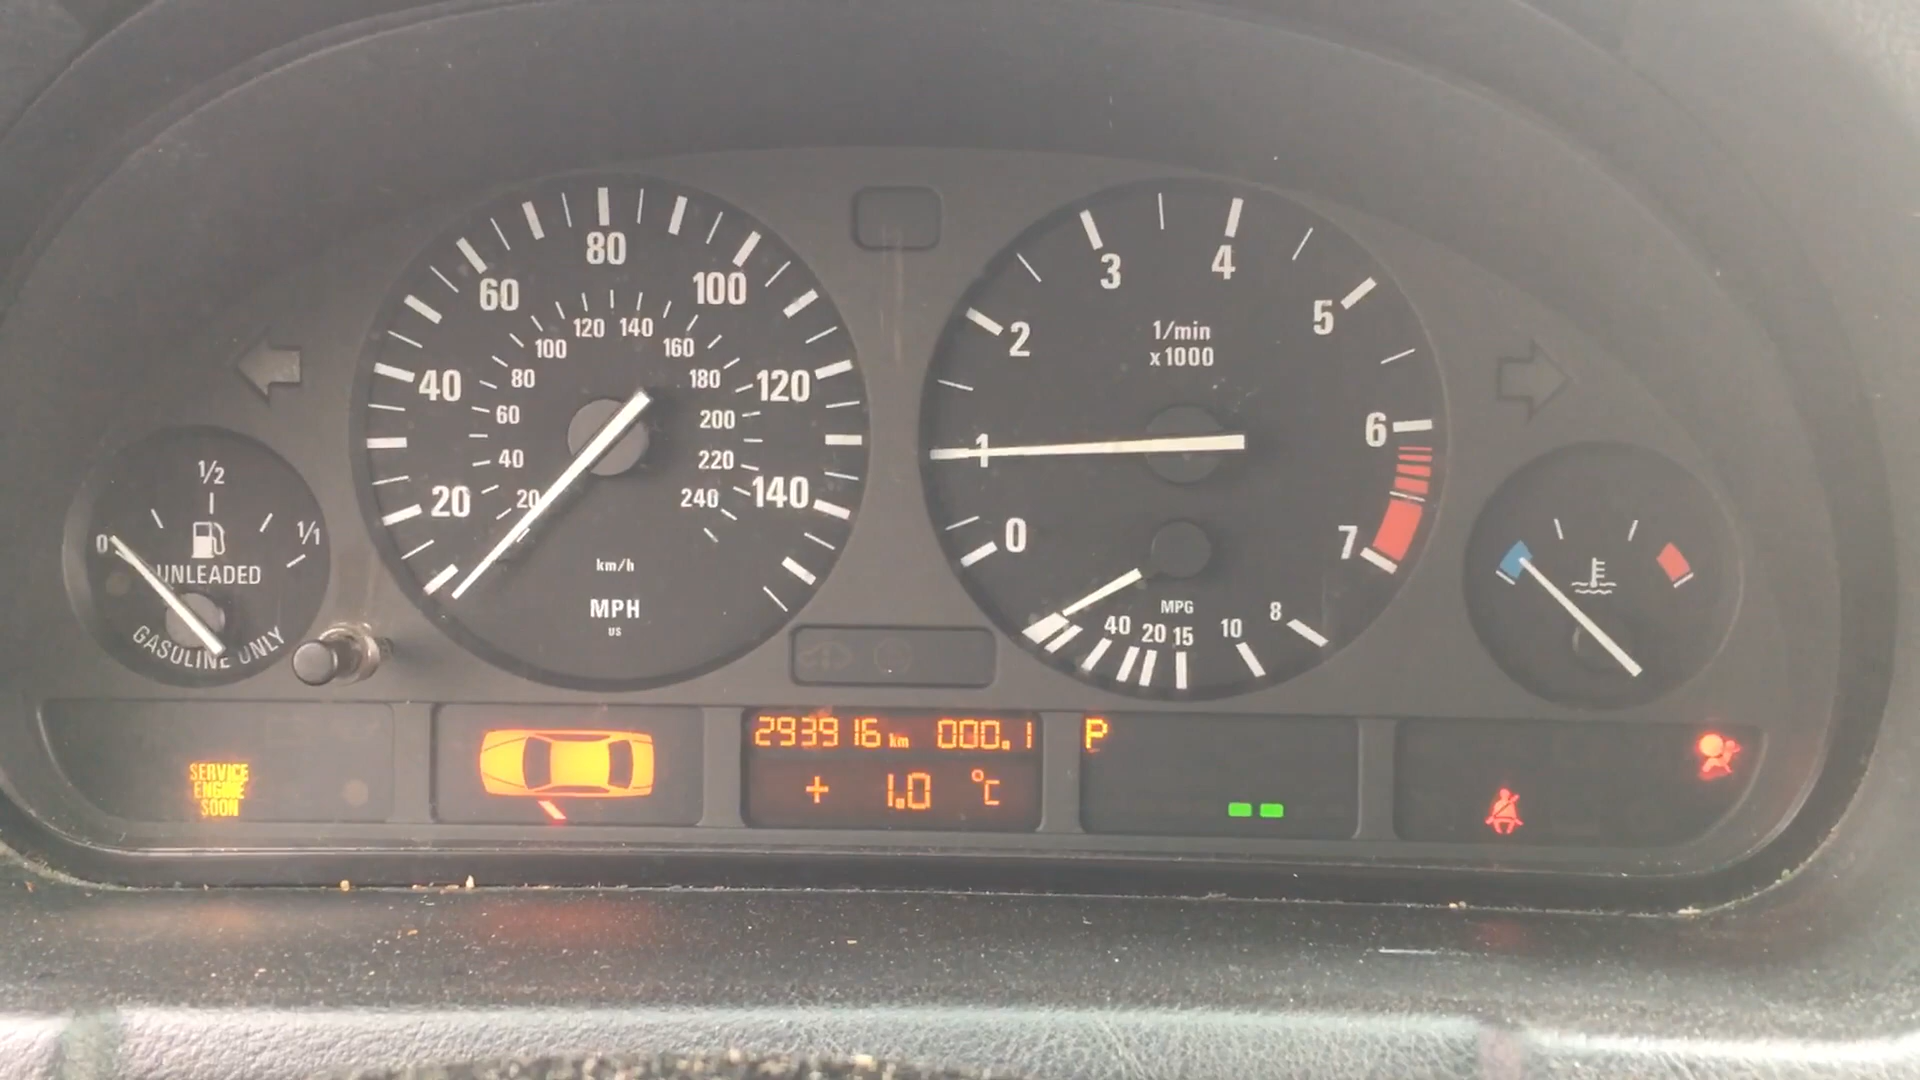 80
60
100
40
120
20
140
120 140
100
160
80
180
60
200
40
220
20
240
km/h
MPH
US
3
4
2
5
1/min
x1000
1
6
0
7
MPG
40 20 15 10 8
1/2
0
1/1
UNLEADED
GASOLINE ONLY
SERVICE
ENGINE
SOON
293916 km 000.1
+ 1.0 °C
P